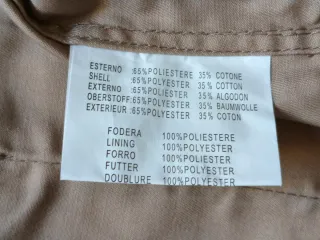 ESTERNO :65%POLIESTERE 35% COTONE
SHELL :65%POLYESTER 35% COTTON
EXTERNO :65%POLIESTER 35% ALGODON
OBERSTOFF:65%POLYESTER 35% BAUMWOLLE
EXTERIEUR :65%POLYESTER 35% COTON
FODERA 100%POLIESTERE
LINING 100%POLYESTER
FORRO 100%POLIESTER
FUTTER 100%POLYESTER
DOUBLURE 100%POLYESTER